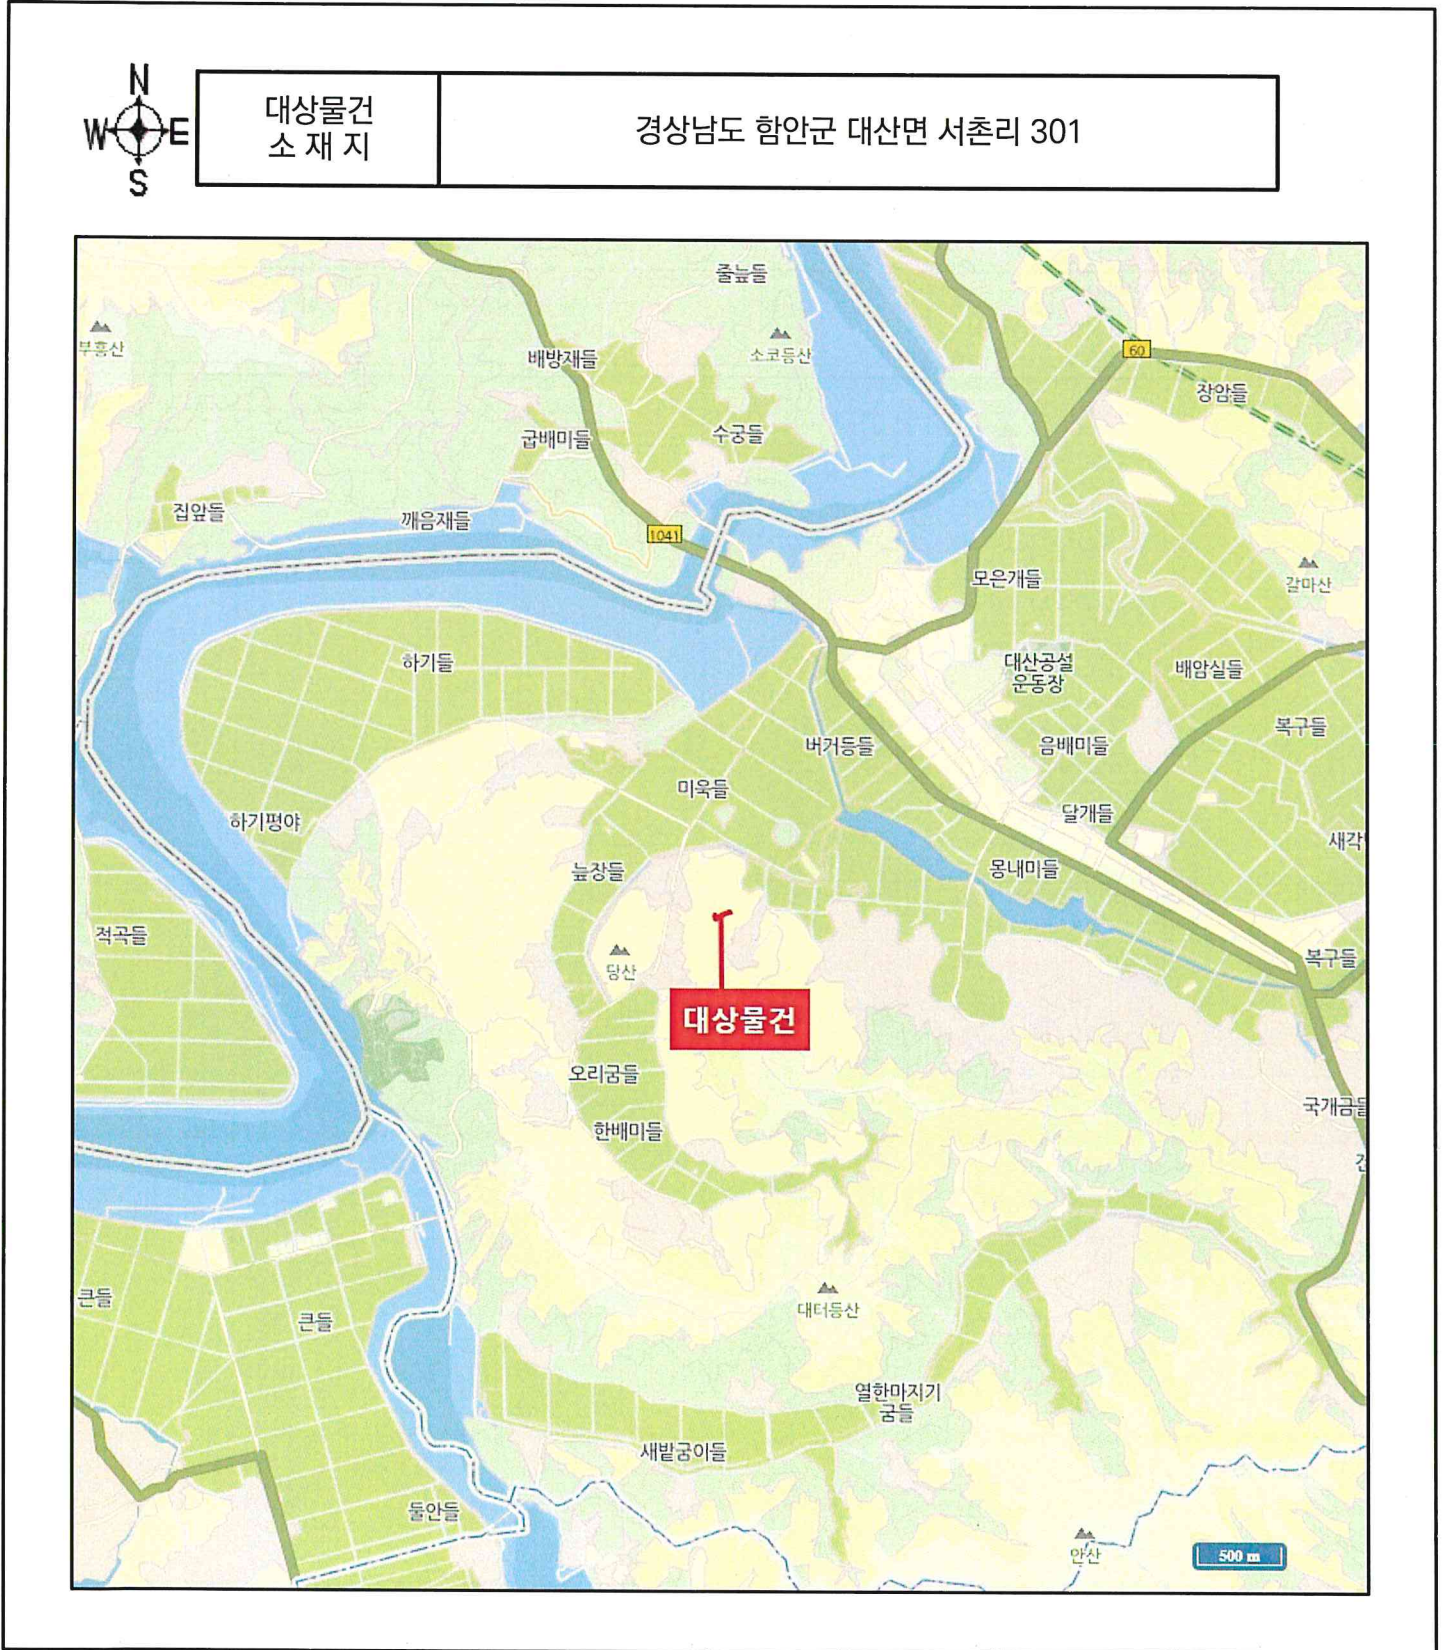 N
W E
S
대상물건
소 재 지
경상남도 함안군 대산면 서촌리 301
줄늪들
부흥산
소코등산
배방재들
60
장암들
굽배미들
수궁들
집앞들
깨음재들
1041
모은개들
갈마산
하기들
대산공설
운동장
배암실들
복구들
버거등들
음배미들
미욱들
달개들
하기평야
새각
늪장들
몽내미들
적곡들
당산
복구들
대상물건
오리굼들
국개금들
한배미들
건
대터등산
큰들
큰들
열한마지기
굼들
새밭굼이들
둘안들
안산
500 m